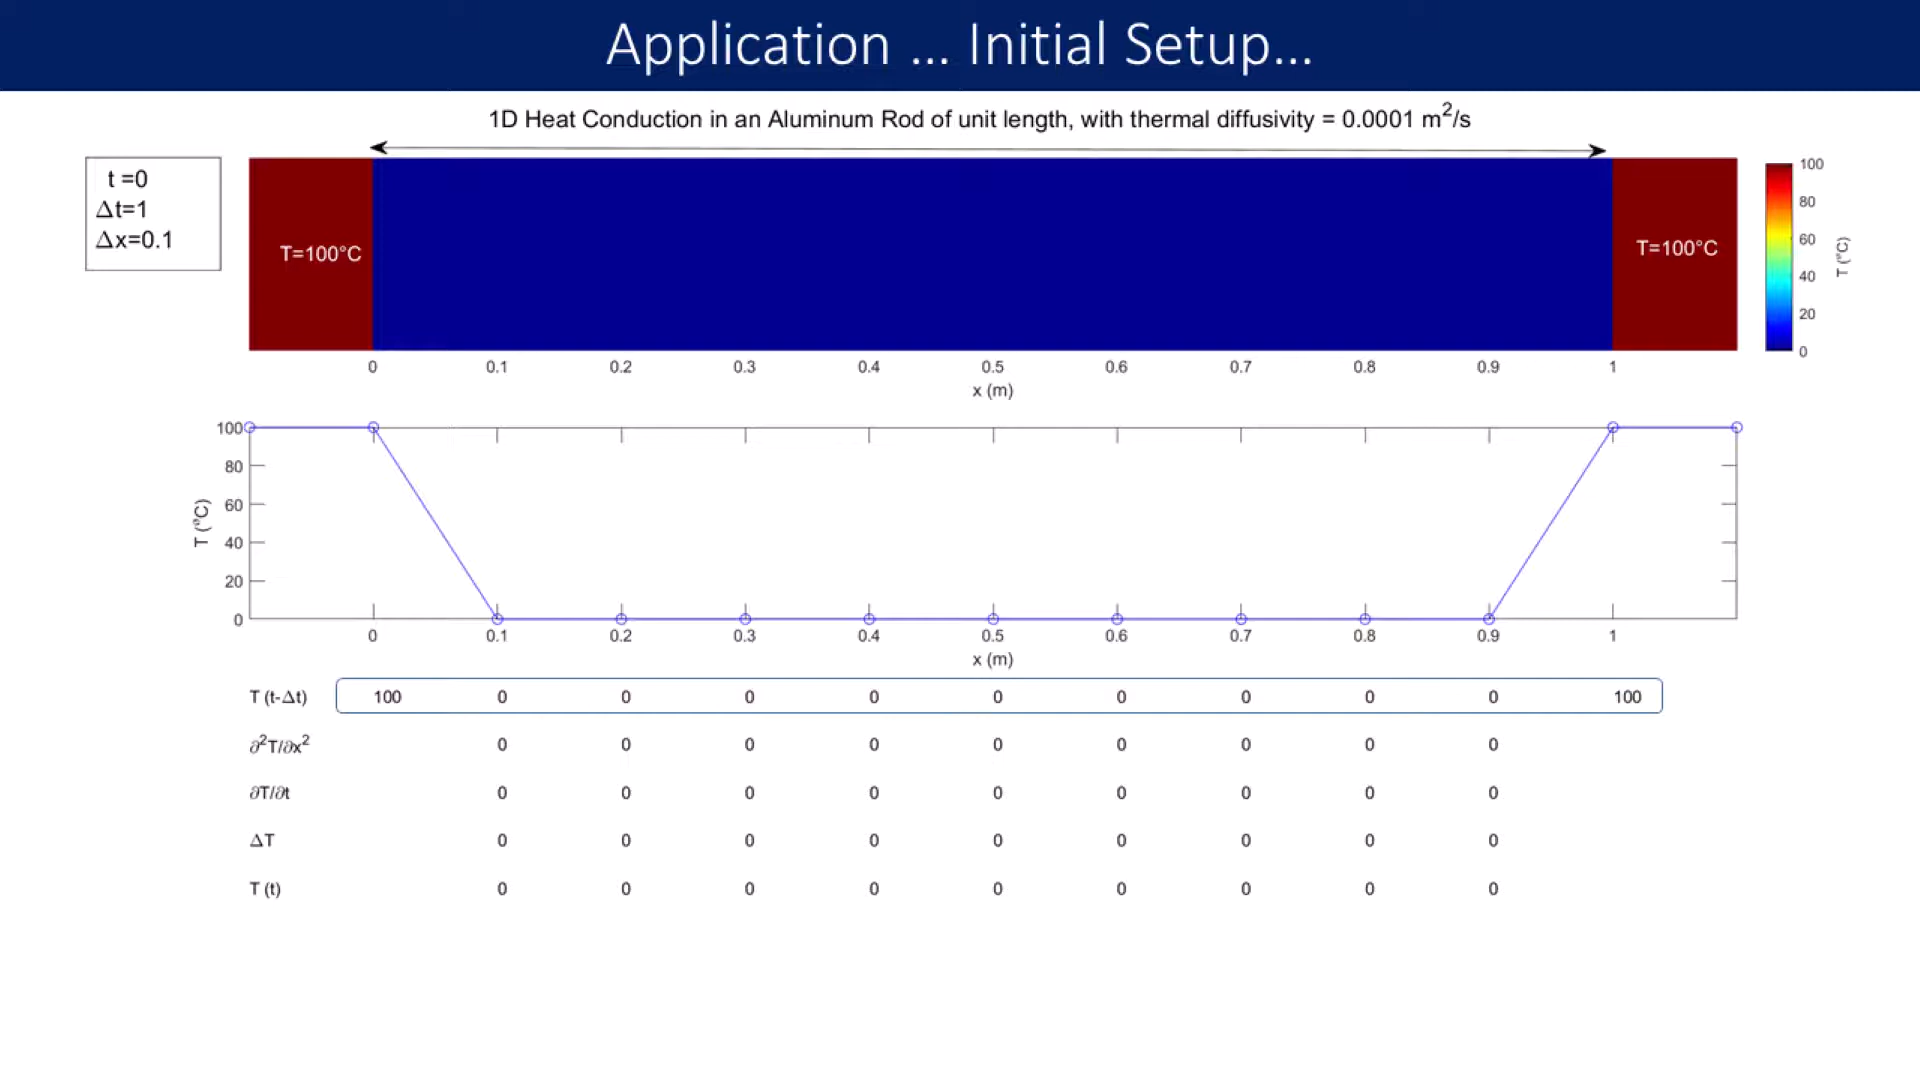 Application ... Initial Setup...
1D Heat Conduction in an Aluminum Rod of unit length, with thermal diffusivity = 0.0001 m²/s
t =0
Δt=1
Δx=0.1
T=100°C
T=100°C
100
80
60
40
20
0
T (°C)
0 0.1 0.2 0.3 0.4 0.5 0.6 0.7 0.8 0.9 1
x (m)
100
80
60
40
20
0
T (°C)
0 0.1 0.2 0.3 0.4 0.5 0.6 0.7 0.8 0.9 1
x (m)
T (t-Δt) 100 0 0 0 0 0 0 0 0 0 100
∂²T/∂x² 0 0 0 0 0 0 0 0 0
∂T/∂t 0 0 0 0 0 0 0 0 0
ΔT 0 0 0 0 0 0 0 0 0
T (t) 0 0 0 0 0 0 0 0 0